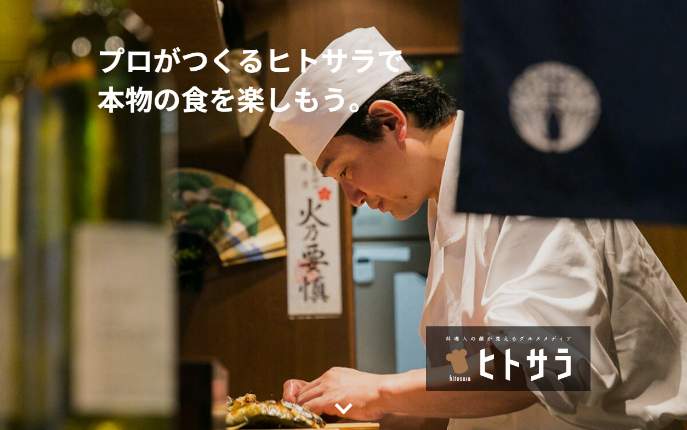 プロがつくるヒトサラで
本物の食を楽しもう。
火乃要慎
料理人の顔が見えるグルメメディア
ヒトサラ
hitosara